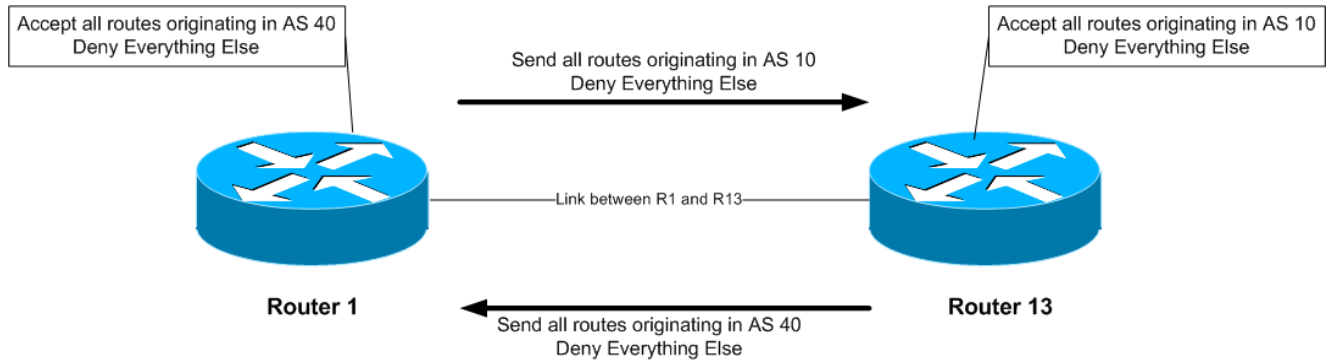 Accept all routes originating in AS 40
Deny Everything Else
Accept all routes originating in AS 10
Deny Everything Else
Send all routes originating in AS 10
Deny Everything Else
Link between R1 and R13
Router 1
Router 13
Send all routes originating in AS 40
Deny Everything Else